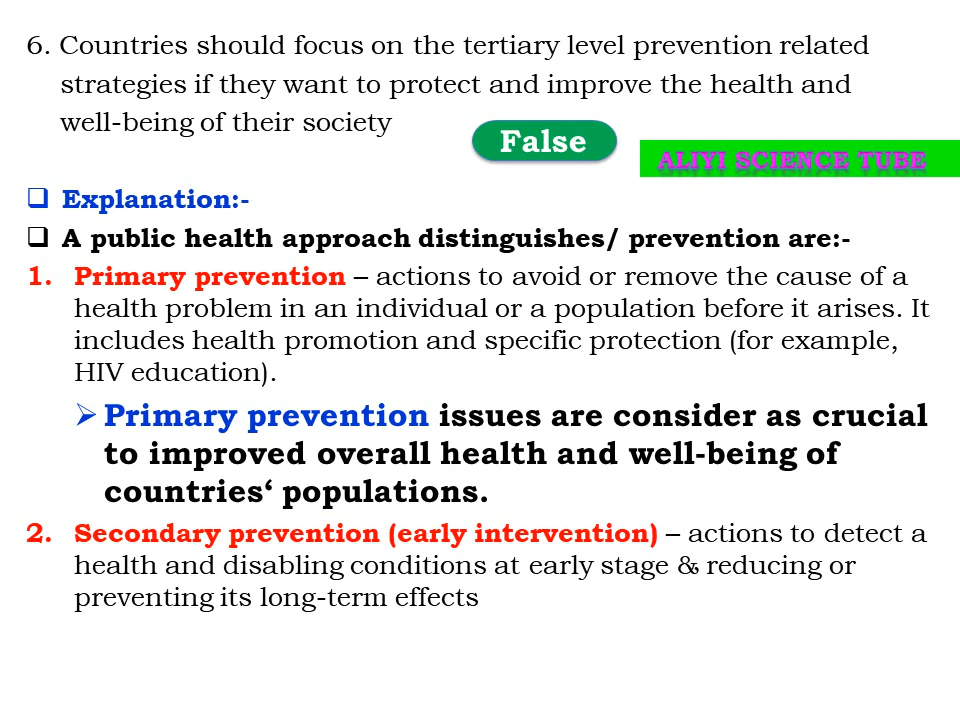 6. Countries should focus on the tertiary level prevention related
strategies if they want to protect and improve the health and
well-being of their society
False
ALIYI SCIENCE TUBE
Explanation:-
A public health approach distinguishes/ prevention are:-
1. Primary prevention – actions to avoid or remove the cause of a
health problem in an individual or a population before it arises. It
includes health promotion and specific protection (for example,
HIV education).
Primary prevention issues are consider as crucial
to improved overall health and well-being of
countries‘ populations.
2. Secondary prevention (early intervention) – actions to detect a
health and disabling conditions at early stage & reducing or
preventing its long-term effects